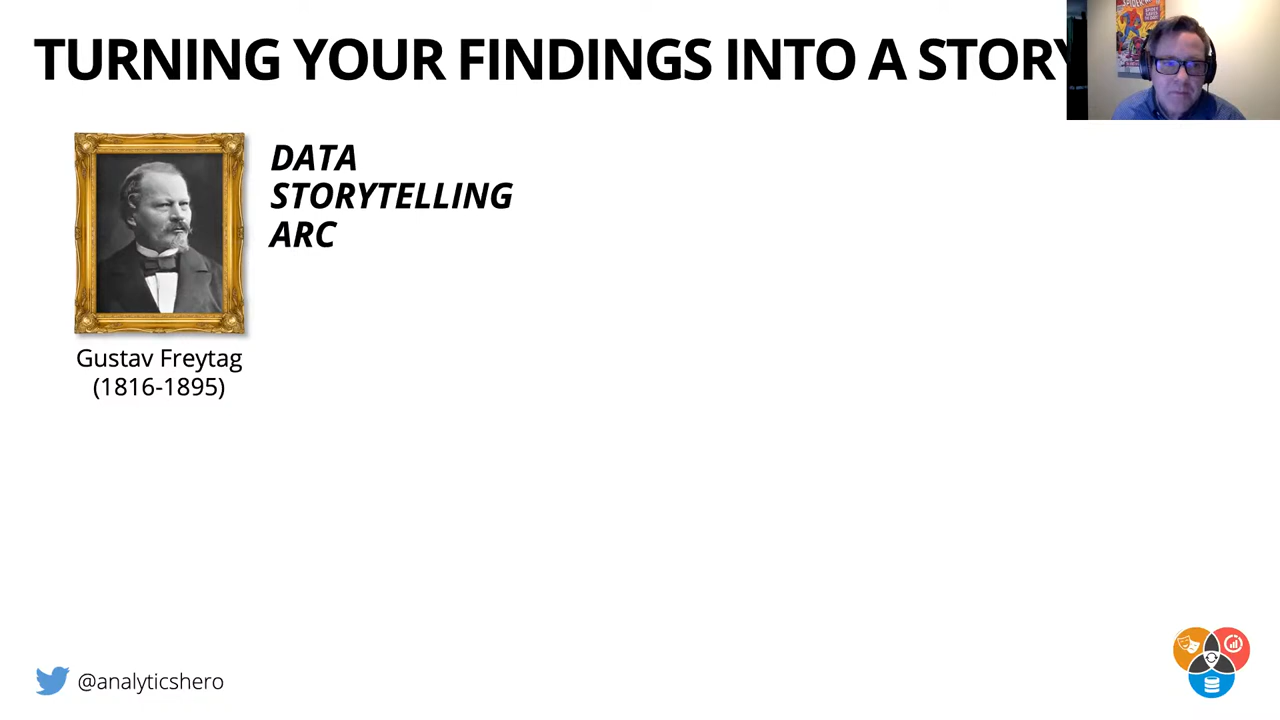 TURNING YOUR FINDINGS INTO A STORY
DATA
STORYTELLING
ARC
Gustav Freytag
(1816-1895)
@analyticshero